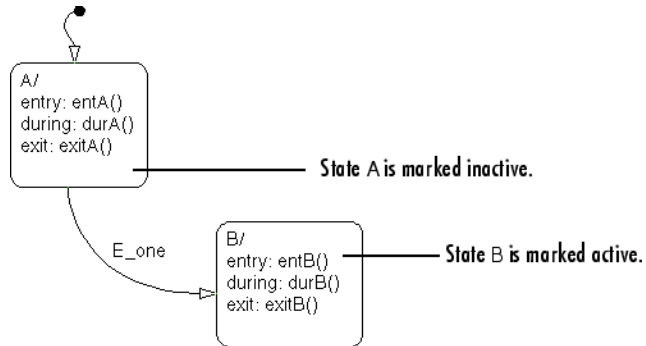 A/
entry: entA()
during: durA()
exit: exitA()
State A is marked inactive.
E_one
B/
entry: entB()
during: durB()
exit: exitB()
State B is marked active.